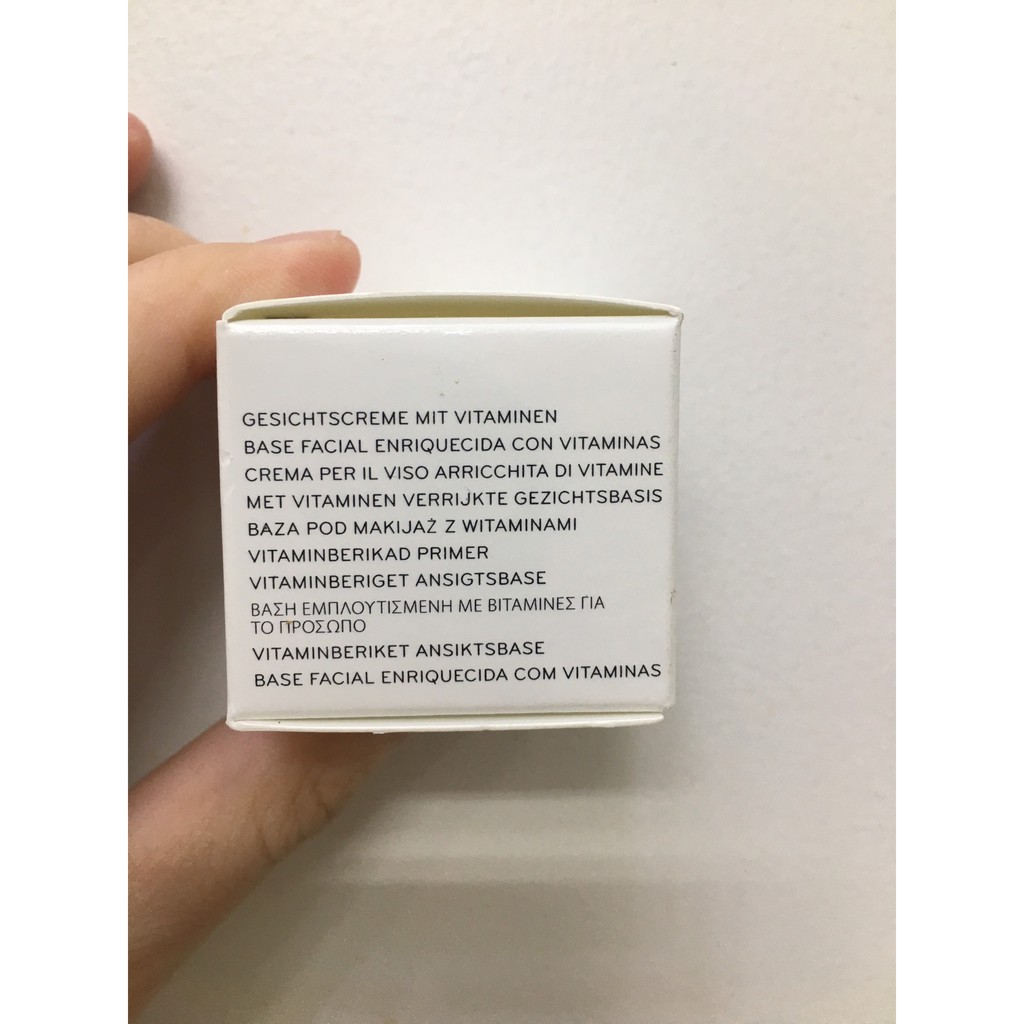 GESICHTSCREME MIT VITAMINEN
BASE FACIAL ENRIQUECIDA CON VITAMINAS
CREMA PER IL VISO ARRICCHITA DI VITAMINE
MET VITAMINEN VERRIJKTE GEZICHTSBASIS
BAZA POD MAKIJAŻ Z WITAMINAMI
VITAMINBERIKAD PRIMER
VITAMINBERIGET ANSIGTSBASE
ΒΑΣΗ ΕΜΠΛΟΥΤΙΣΜΕΝΗ ΜΕ ΒΙΤΑΜΙΝΕΣ ΓΙΑ
ΤΟ ΠΡΟΣΩΠΟ
VITAMINBERIKET ANSIKTSBASE
BASE FACIAL ENRIQUECIDA COM VITAMINAS